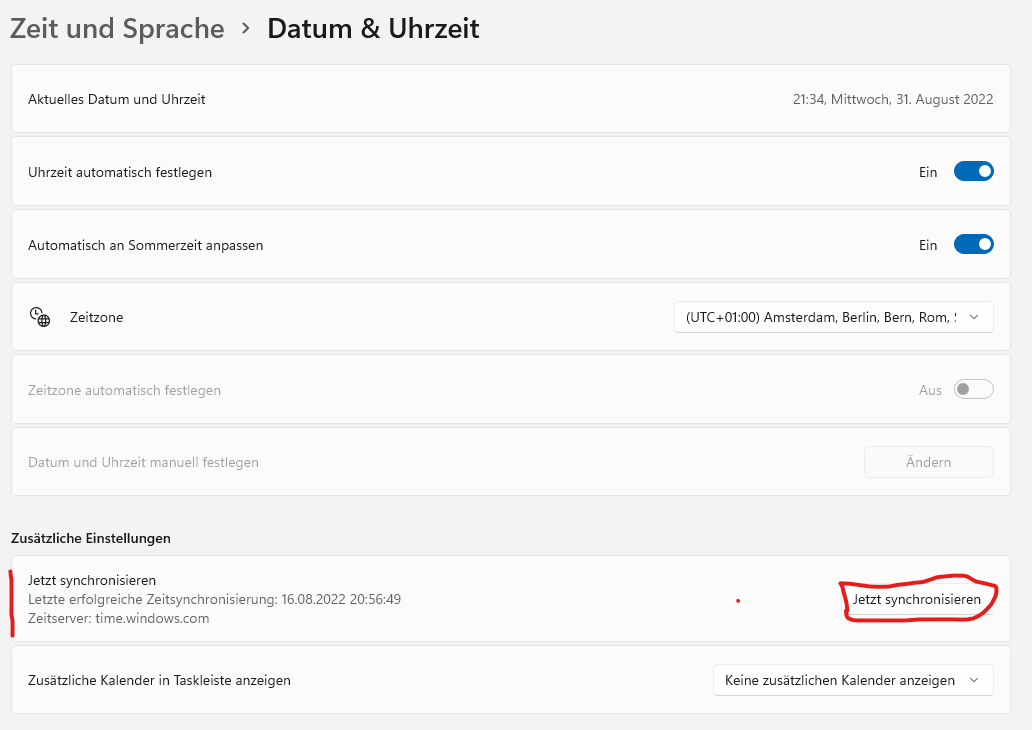 Zeit und Sprache › Datum & Uhrzeit
Aktuelles Datum und Uhrzeit 21:34, Mittwoch, 31. August 2022
Uhrzeit automatisch festlegen Ein
Automatisch an Sommerzeit anpassen Ein
Zeitzone (UTC+01:00) Amsterdam, Berlin, Bern, Rom,
Zeitzone automatisch festlegen Aus
Datum und Uhrzeit manuell festlegen Ändern
Zusätzliche Einstellungen
Jetzt synchronisieren
Letzte erfolgreiche Zeitsynchronisierung: 16.08.2022 20:56:49 Jetzt synchronisieren
Zeitserver: time.windows.com
Zusätzliche Kalender in Taskleiste anzeigen Keine zusätzlichen Kalender anzeigen